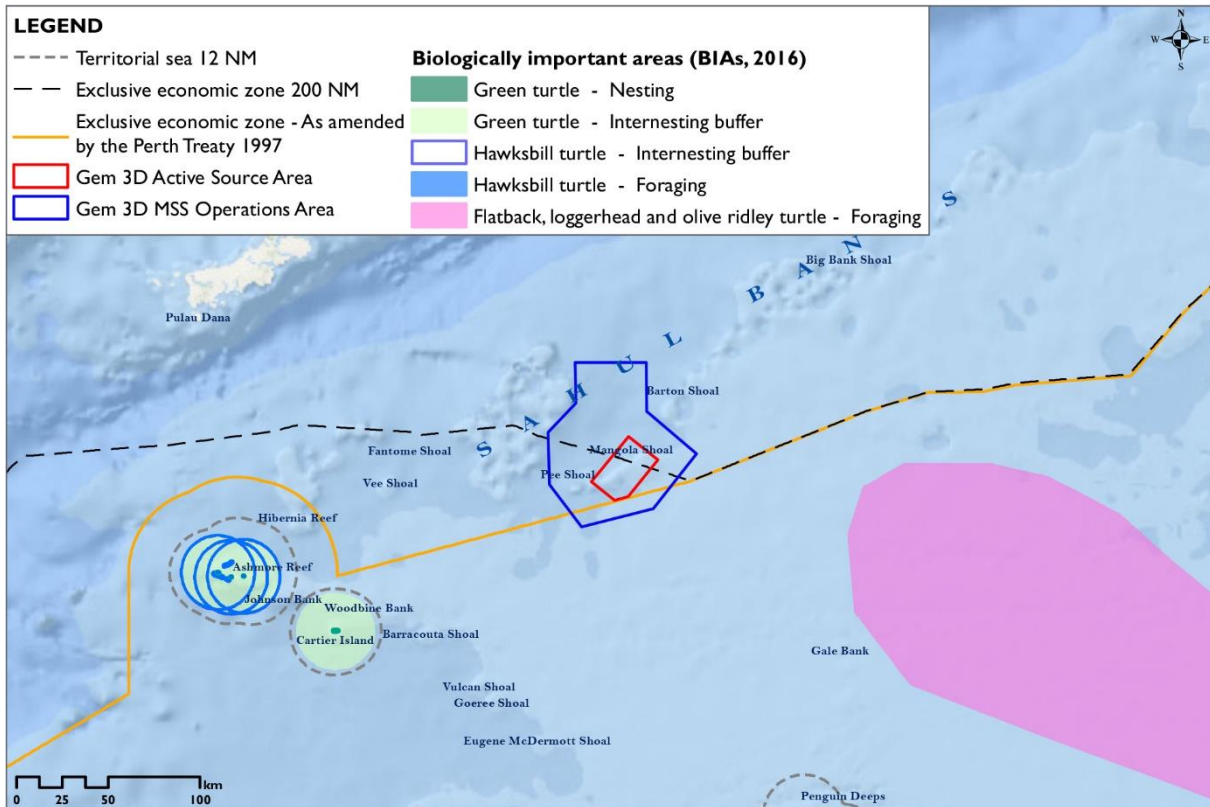 LEGEND
Territorial sea 12 NM
Exclusive economic zone 200 NM
Exclusive economic zone - As amended
by the Perth Treaty 1997
Gem 3D Active Source Area
Gem 3D MSS Operations Area
Biologically important areas (BIAs, 2016)
Green turtle - Nesting
Green turtle - Internesting buffer
Hawksbill turtle - Internesting buffer
Hawksbill turtle - Foraging
Flatback, loggerhead and olive ridley turtle - Foraging
N
W E
S
SAHUL BANKS
Big Bank Shoal
Pulau Dana
Barton Shoal
Fantome Shoal
Mangola Shoal
Pee Shoal
Vee Shoal
Hibernia Reef
Ashmore Reef
Johnson Bank
Woodbine Bank
Cartier Island
Barracouta Shoal
Gale Bank
Vulcan Shoal
Goeree Shoal
Eugene McDermott Shoal
Penguin Deeps
km
0 25 50 100